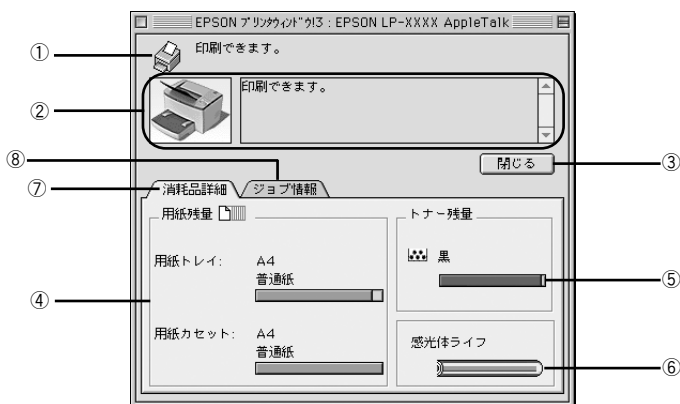 EPSON ﾌﾟﾘﾝﾀｳｨﾝﾄﾞｳ!3 : EPSON LP-XXXX AppleTalk
① 印刷できます。
② 印刷できます。
③ 閉じる
⑧
⑦ 消耗品詳細 ジョブ情報
用紙残量
トナー残量
用紙トレイ: A4
普通紙
黒
④
⑤
用紙カセット: A4
普通紙
感光体ライフ
⑥